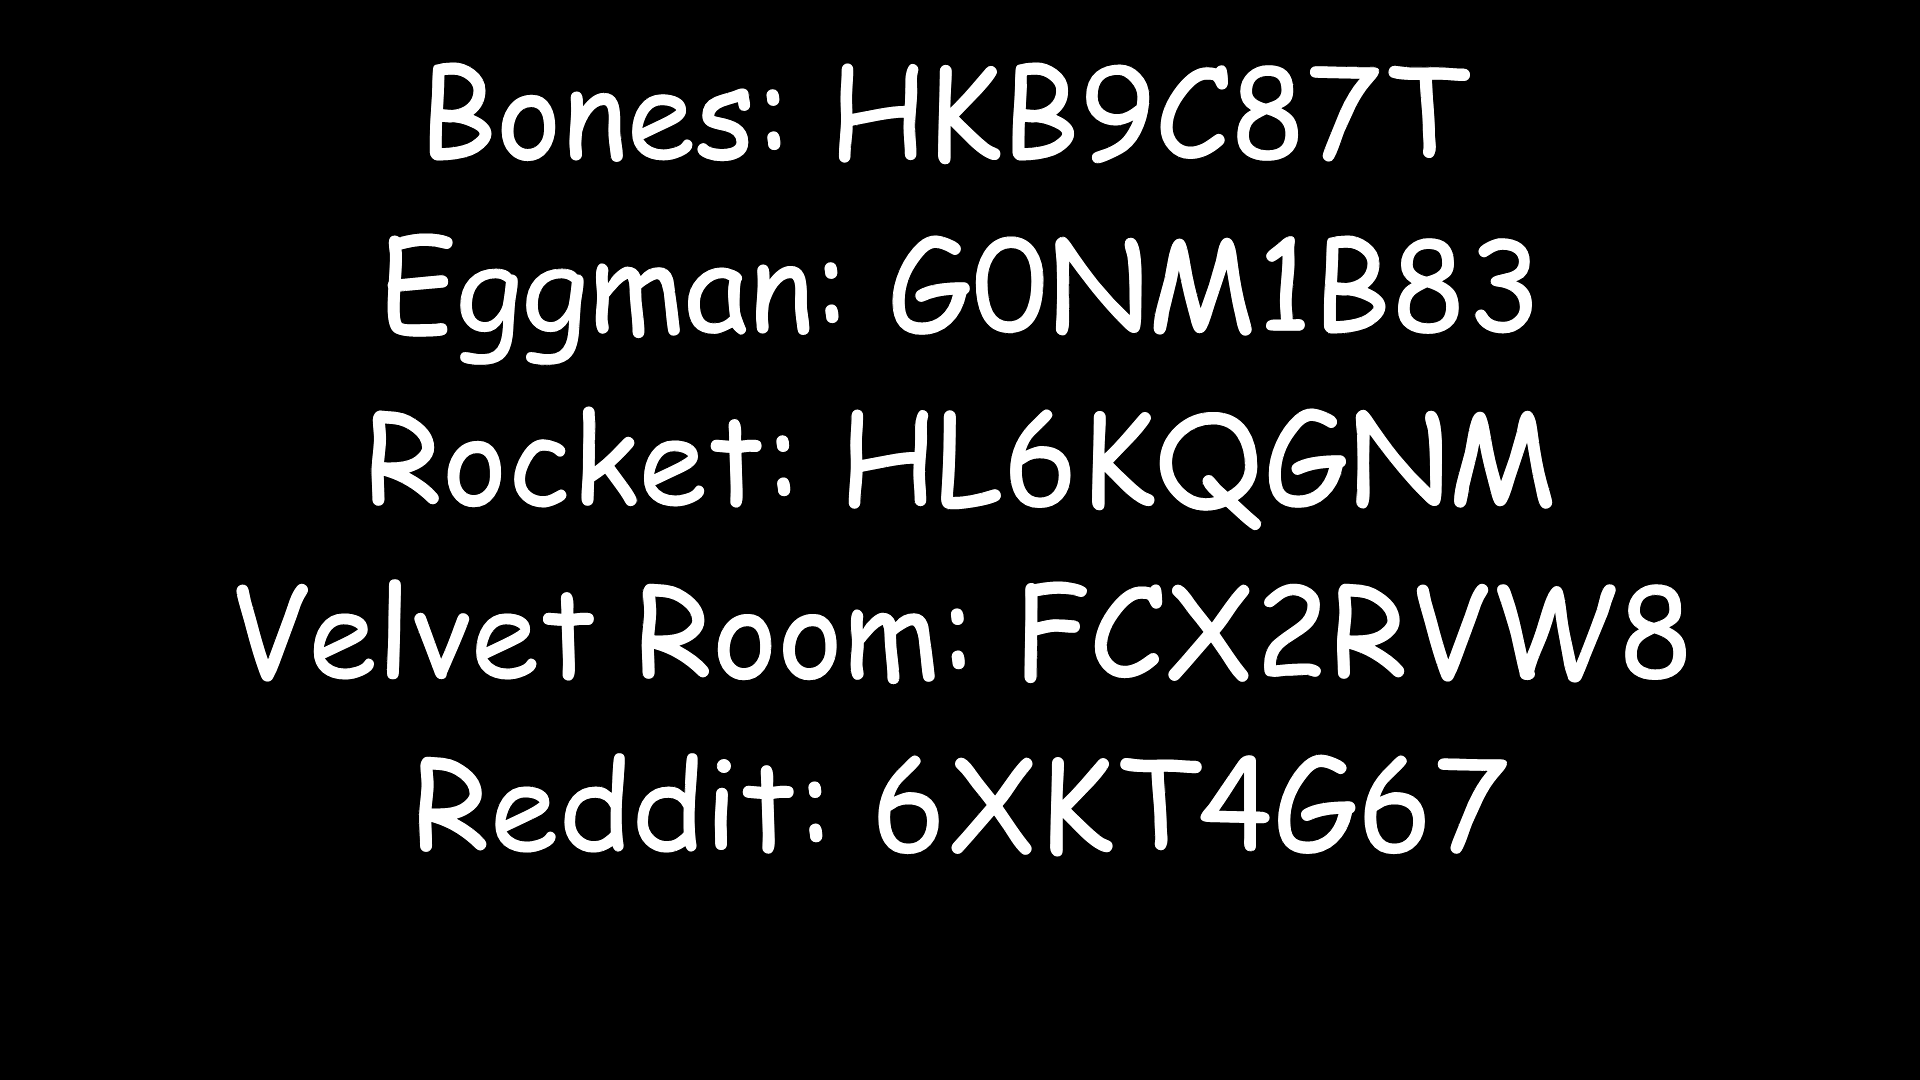 Bones: HKB9C87T
Eggman: G0NM1B83
Rocket: HL6KQGNM
Velvet Room: FCX2RVW8
Reddit: 6XKT4G67